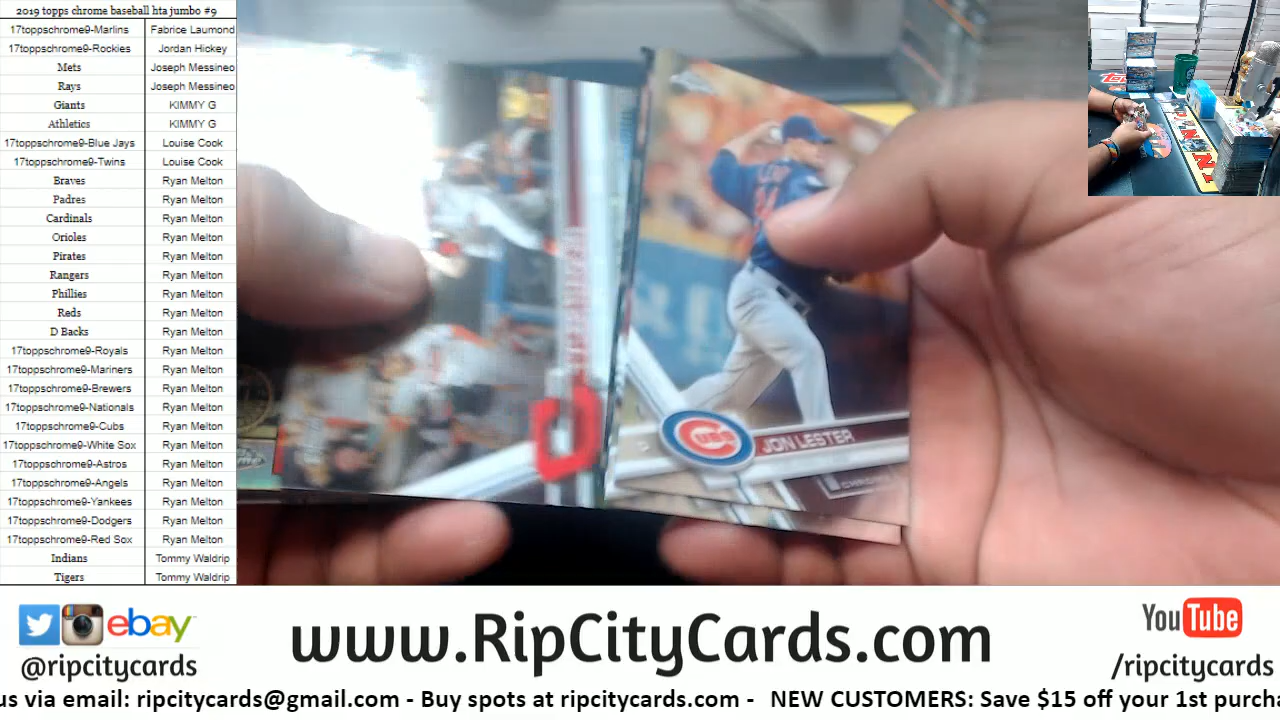 2019 topps chrome baseball hta jumbo #9
17toppschrome9-Marlins Fabrice Laumond
17toppschrome9-Rockies Jordan Hickey
Mets Joseph Messineo
Rays Joseph Messineo
Giants KIMMY G
Athletics KIMMY G
17toppschrome9-Blue Jays Louise Cook
17toppschrome9-Twins Louise Cook
Braves Ryan Melton
Padres Ryan Melton
Cardinals Ryan Melton
Orioles Ryan Melton
Pirates Ryan Melton
Rangers Ryan Melton
Phillies Ryan Melton
Reds Ryan Melton
D Backs Ryan Melton
17toppschrome9-Royals Ryan Melton
17toppschrome9-Mariners Ryan Melton
17toppschrome9-Brewers Ryan Melton
17toppschrome9-Nationals Ryan Melton
17toppschrome9-Cubs Ryan Melton
17toppschrome9-White Sox Ryan Melton
17toppschrome9-Astros Ryan Melton
17toppschrome9-Angels Ryan Melton
17toppschrome9-Yankees Ryan Melton
17toppschrome9-Dodgers Ryan Melton
17toppschrome9-Red Sox Ryan Melton
Indians Tommy Waldrip
Tigers Tommy Waldrip
JON LESTER
ebay
@ripcitycards
www.RipCityCards.com
YouTube
/ripcitycards
us via email: ripcitycards@gmail.com - Buy spots at ripcitycards.com - NEW CUSTOMERS: Save $15 off your 1st purcha